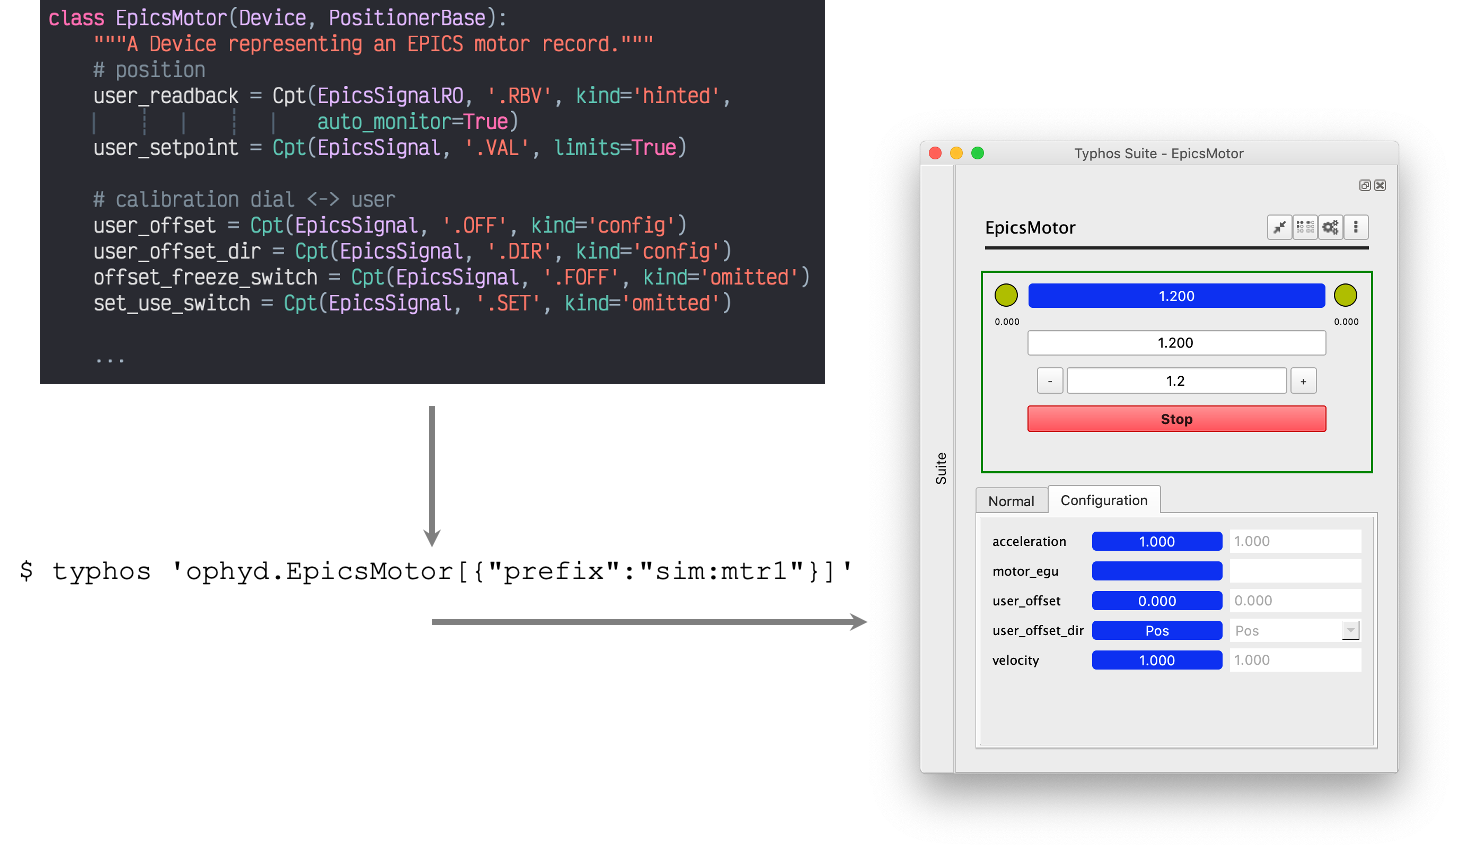 class EpicsMotor(Device, PositionerBase):
"""A Device representing an EPICS motor record."""
# position
user_readback = Cpt(EpicsSignalRO, '.RBV', kind='hinted',
auto_monitor=True)
user_setpoint = Cpt(EpicsSignal, '.VAL', limits=True)
# calibration dial <-> user
user_offset = Cpt(EpicsSignal, '.OFF', kind='config')
user_offset_dir = Cpt(EpicsSignal, '.DIR', kind='config')
offset_freeze_switch = Cpt(EpicsSignal, '.FOFF', kind='omitted')
set_use_switch = Cpt(EpicsSignal, '.SET', kind='omitted')
...
$ typhos 'ophyd.EpicsMotor[{"prefix":"sim:mtr1"}]'
Typhos Suite - EpicsMotor
Suite
EpicsMotor
1.200
0.000 0.000
1.200
- 1.2 +
Stop
Normal Configuration
acceleration 1.000 1.000
motor_egu
user_offset 0.000 0.000
user_offset_dir Pos Pos
velocity 1.000 1.000